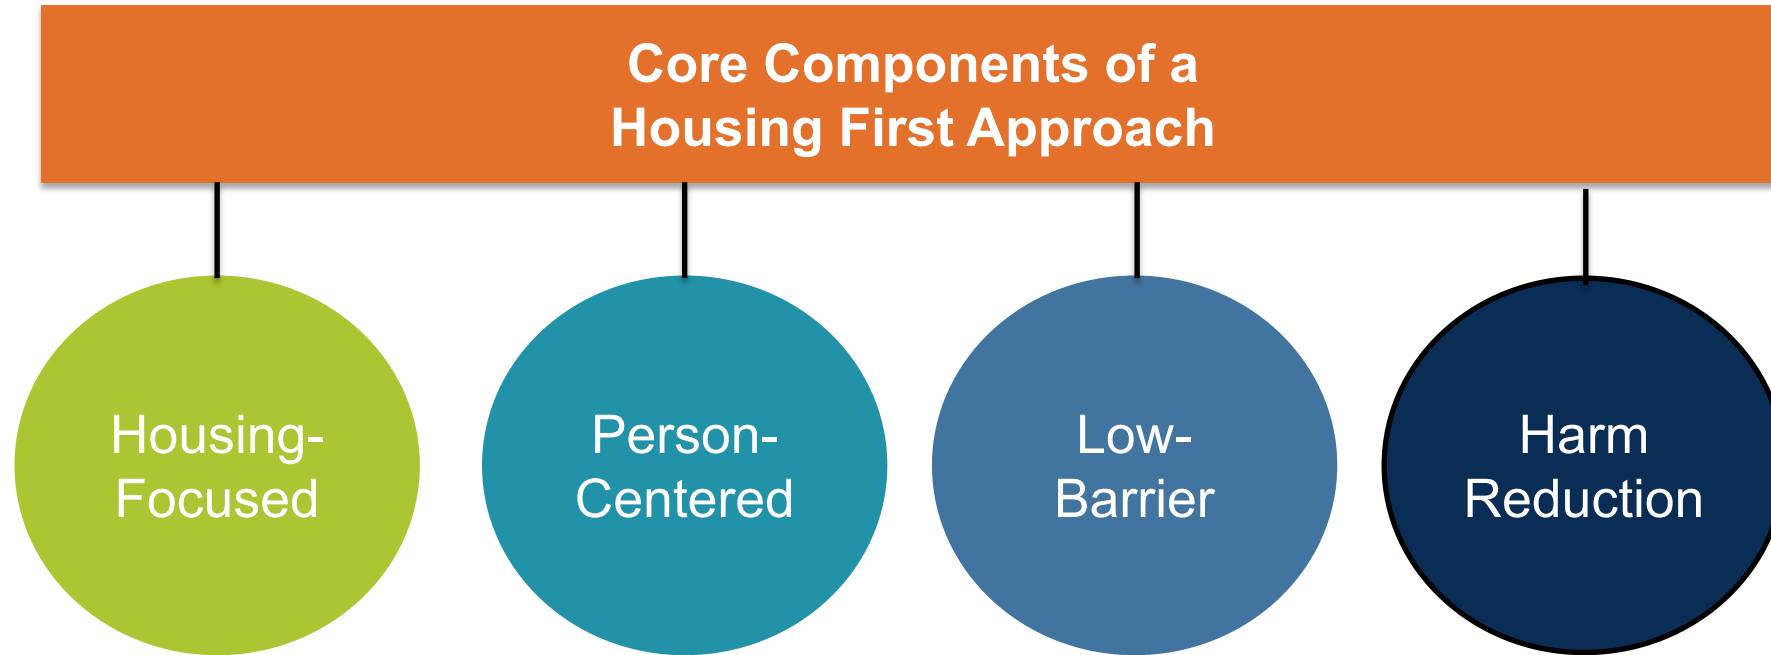 Core Components of a
Housing First Approach
Housing-
Focused
Person-
Centered
Low-
Barrier
Harm
Reduction